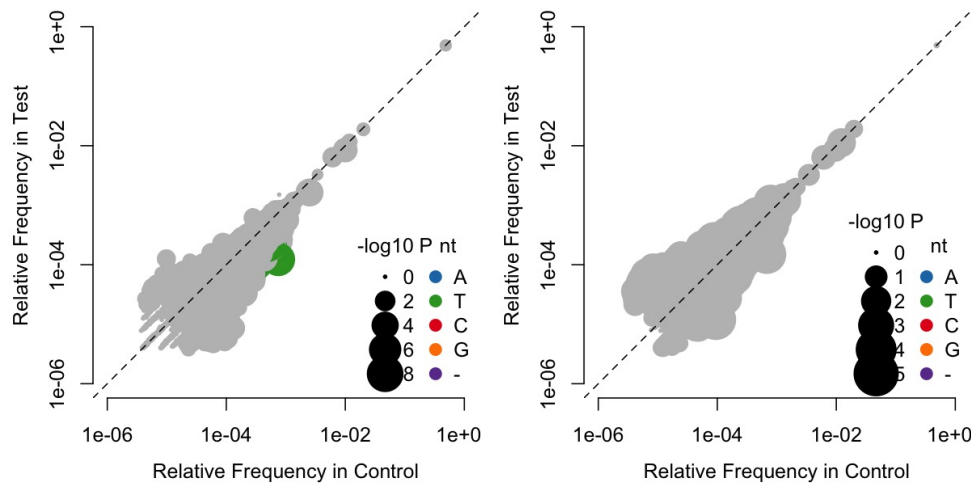 1e+0
1e-02
1e-04
1e-06
Relative Frequency in Test
-log10 P nt
0 A
2 T
4 C
6 G
8 -
1e-06 1e-04 1e-02 1e+0
Relative Frequency in Control
1e+0
1e-02
1e-04
1e-06
Relative Frequency in Test
-log10 P
nt
0
1 A
2 T
3 C
4 G
5 -
1e-06 1e-04 1e-02 1e+0
Relative Frequency in Control